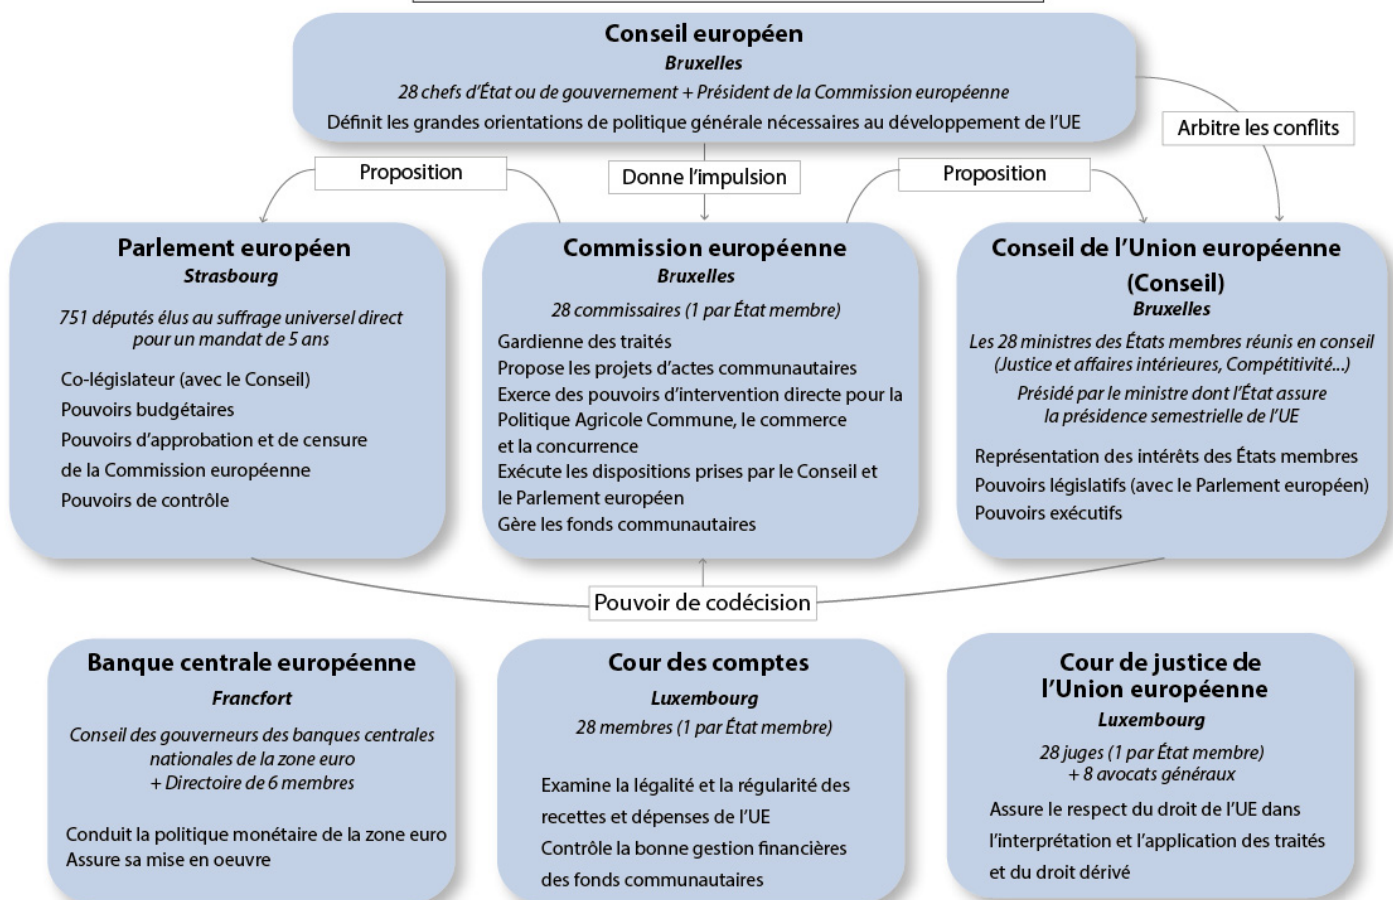 Conseil européen
Bruxelles
28 chefs d’État ou de gouvernement + Président de la Commission européenne
Définit les grandes orientations de politique générale nécessaires au développement de l’UE
Arbitre les conflits
Proposition
Donne l’impulsion
Proposition
Parlement européen
Strasbourg
751 députés élus au suffrage universel direct
pour un mandat de 5 ans
Co-législateur (avec le Conseil)
Pouvoirs budgétaires
Pouvoirs d’approbation et de censure
de la Commission européenne
Pouvoirs de contrôle
Commission européenne
Bruxelles
28 commissaires (1 par État membre)
Gardienne des traités
Propose les projets d’actes communautaires
Exerce des pouvoirs d’intervention directe pour la
Politique Agricole Commune, le commerce
et la concurrence
Exécute les dispositions prises par le Conseil et
le Parlement européen
Gère les fonds communautaires
Conseil de l’Union européenne
(Conseil)
Bruxelles
Les 28 ministres des États membres réunis en conseil
(Justice et affaires intérieures, Compétitivité...)
Présidé par le ministre dont l’État assure
la présidence semestrielle de l’UE
Représentation des intérêts des États membres
Pouvoirs législatifs (avec le Parlement européen)
Pouvoirs exécutifs
Pouvoir de codécision
Banque centrale européenne
Francfort
Conseil des gouverneurs des banques centrales
nationales de la zone euro
+ Directoire de 6 membres
Conduit la politique monétaire de la zone euro
Assure sa mise en oeuvre
Cour des comptes
Luxembourg
28 membres (1 par État membre)
Examine la légalité et la régularité des
recettes et dépenses de l’UE
Contrôle la bonne gestion financières
des fonds communautaires
Cour de justice de
l’Union européenne
Luxembourg
28 juges (1 par État membre)
+ 8 avocats généraux
Assure le respect du droit de l’UE dans
l’interprétation et l’application des traités
et du droit dérivé